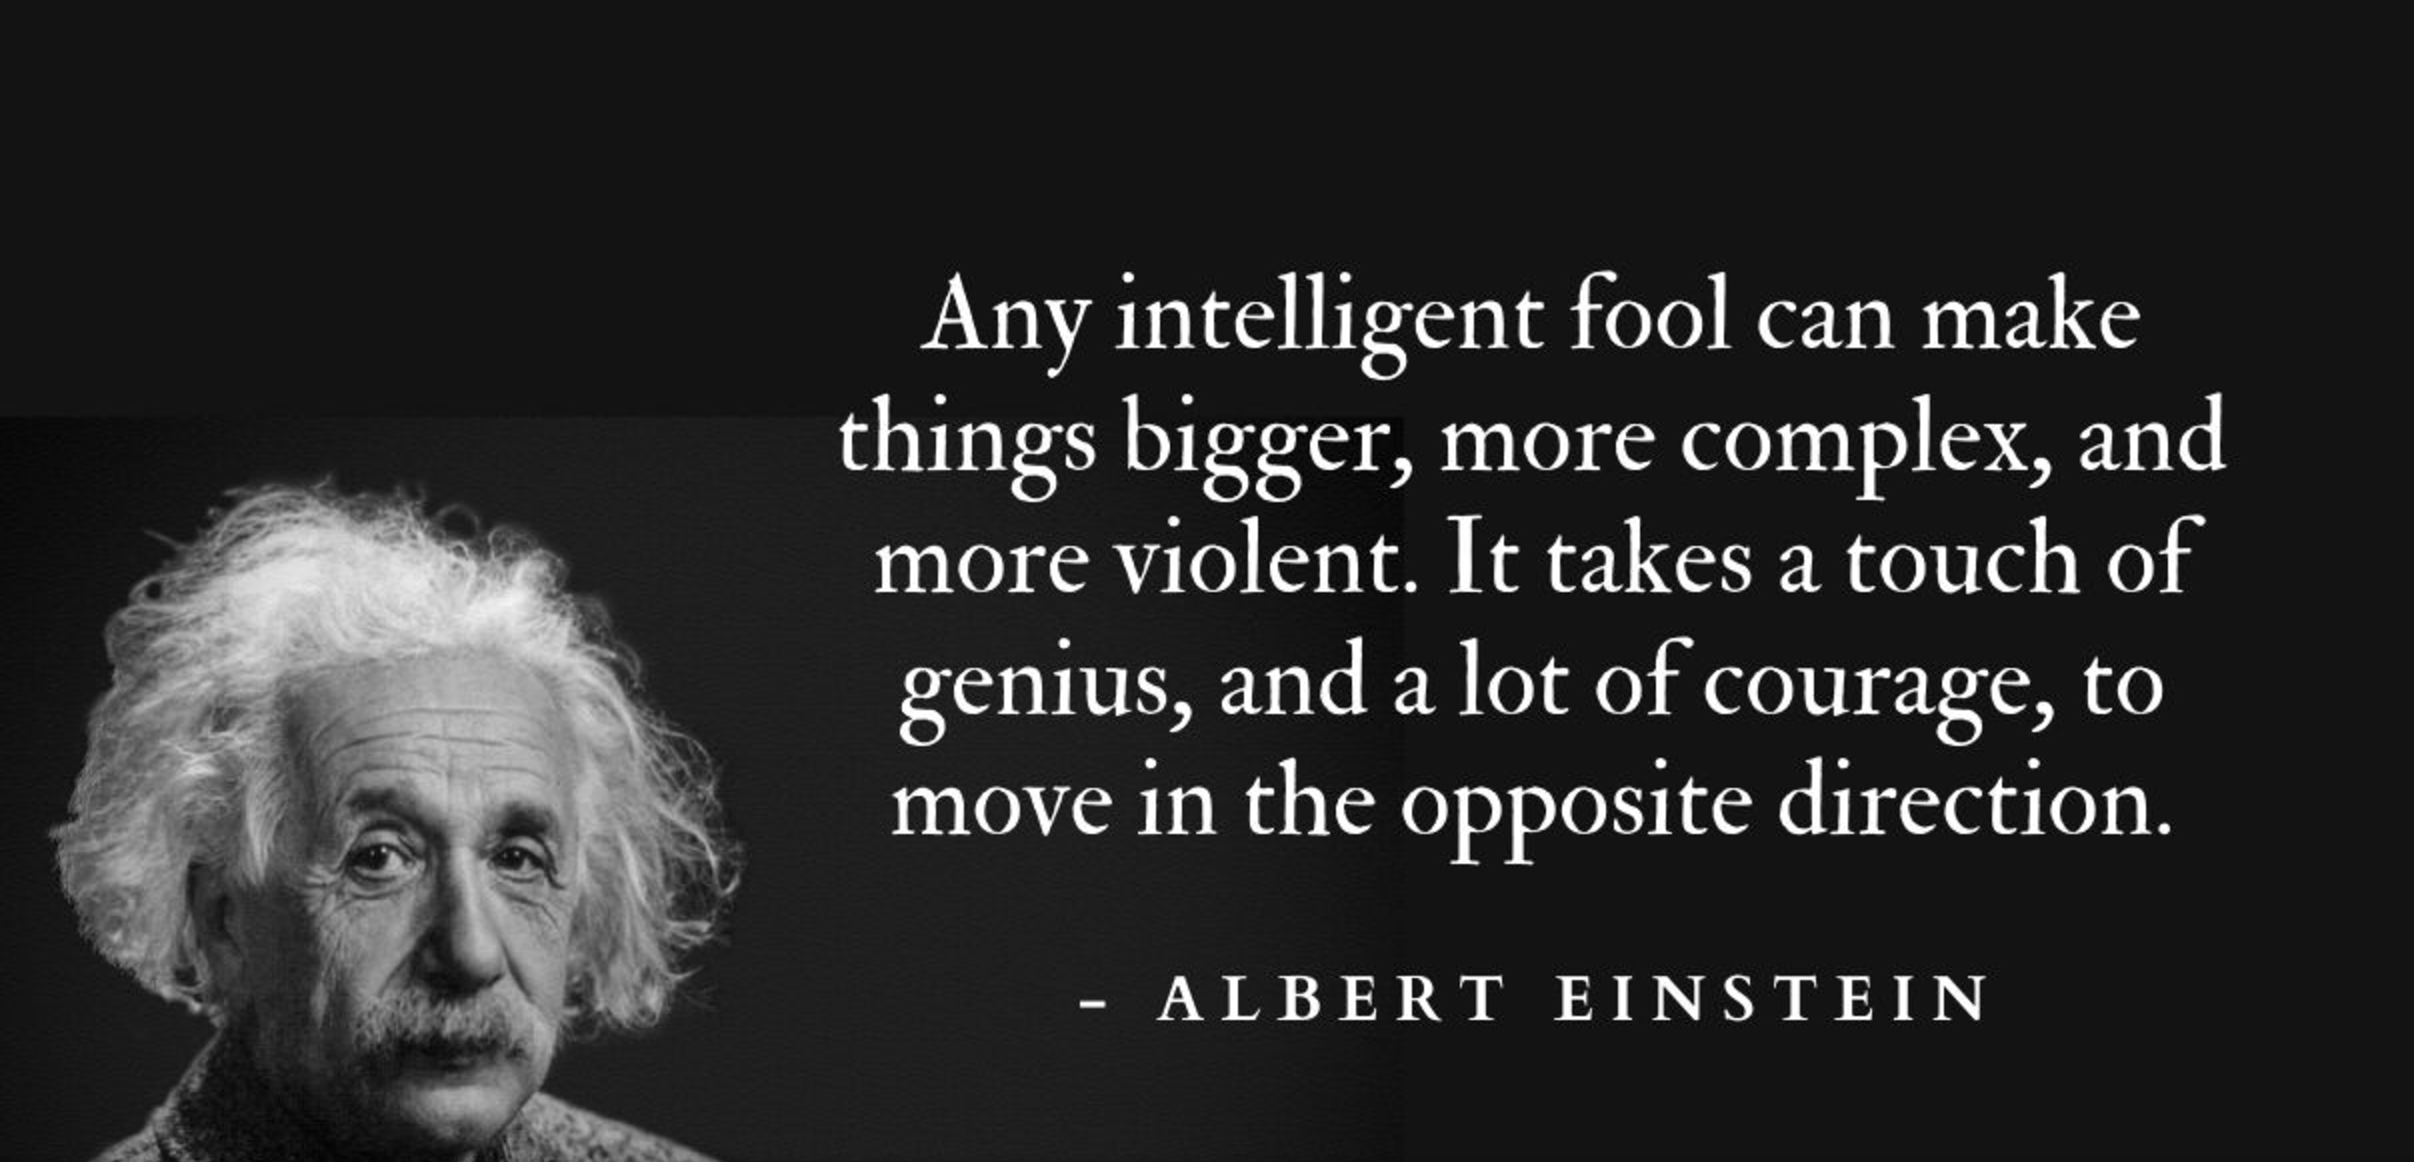 Any intelligent fool can make
things bigger, more complex, and
more violent. It takes a touch of
genius, and a lot of courage, to
move in the opposite direction.
- ALBERT EINSTEIN